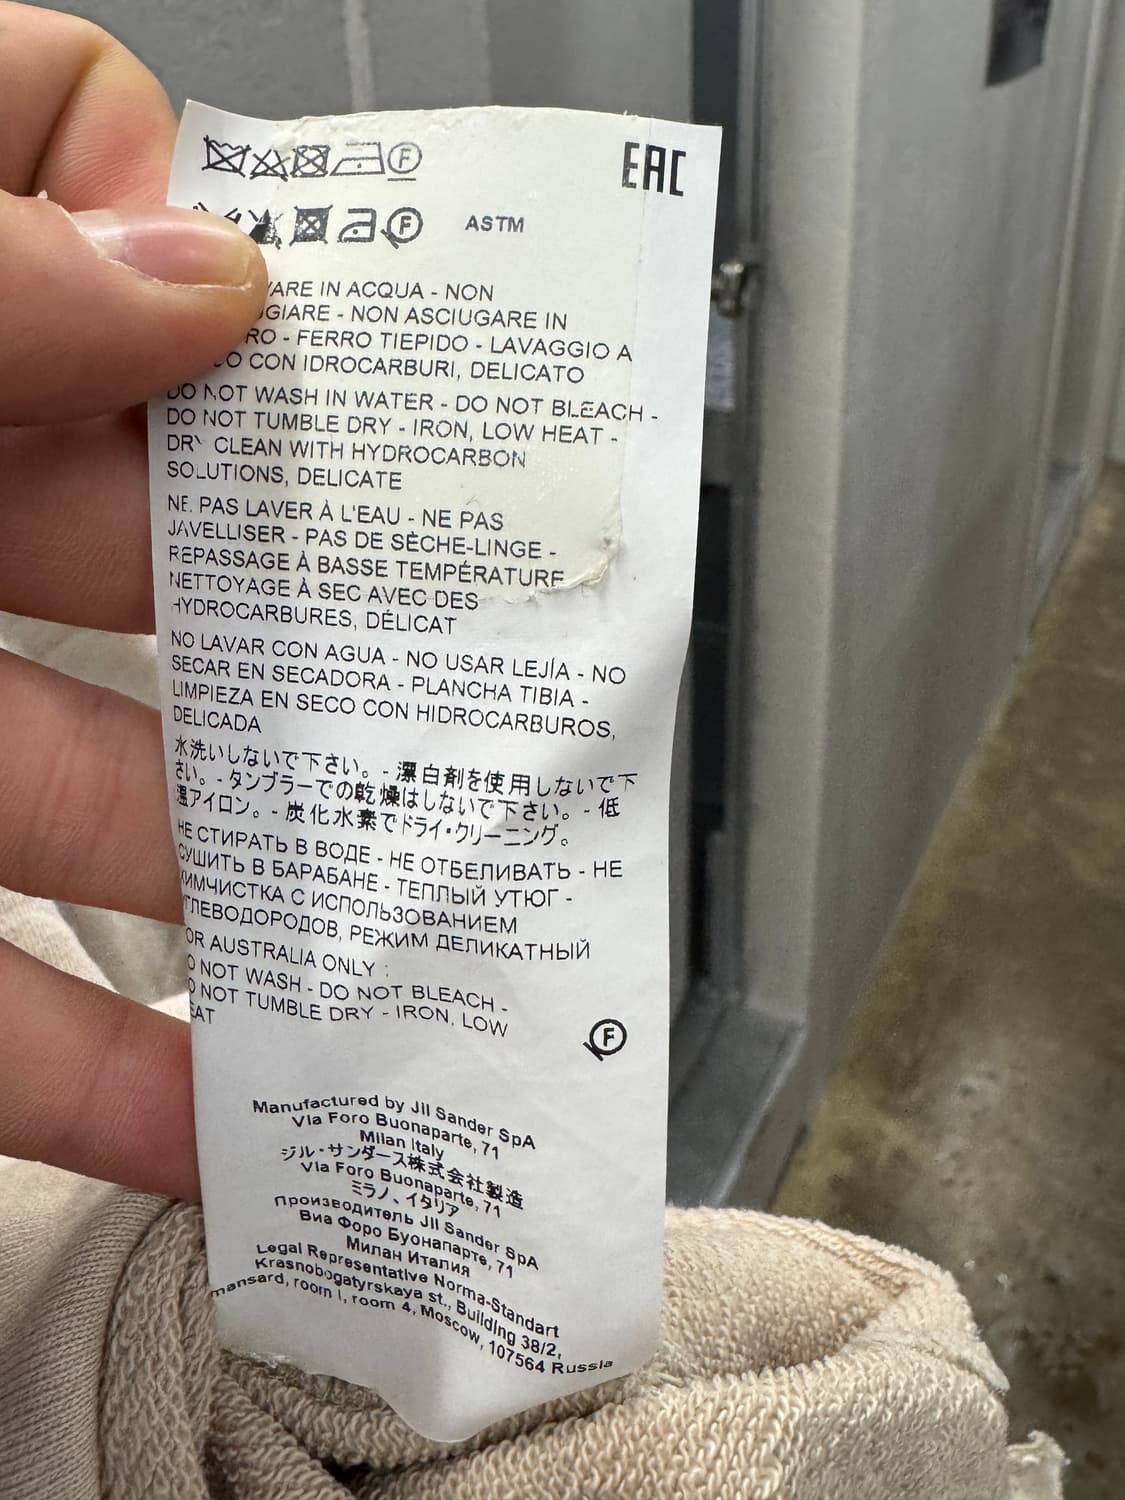 F
EAC
F ASTM
IN ACQUA - NON
- NON ASCIUGARE IN
- FERRO TIEPIDO - LAVAGGIO A
CON IDROCARBURI, DELICATO
DO NOT WASH IN WATER - DO NOT BLEACH -
DO NOT TUMBLE DRY - IRON, LOW HEAT -
DRY CLEAN WITH HYDROCARBON
SOLUTIONS, DELICATE
NE PAS LAVER À L'EAU - NE PAS
JAVELLISER - PAS DE SÈCHE-LINGE -
REPASSAGE À BASSE TEMPÉRATURE
NETTOYAGE À SEC AVEC DES
HYDROCARBURES, DÉLICAT
NO LAVAR CON AGUA - NO USAR LEJÍA - NO
SECAR EN SECADORA - PLANCHA TIBIA -
LIMPIEZA EN SECO CON HIDROCARBUROS,
DELICADA
水洗いしないで下さい。- 漂白剤を使用しないで下
さい。- タンブラーでの乾燥はしないで下さい。- 低
温アイロン。- 炭化水素でドライ・クリーニング。
НЕ СТИРАТЬ В ВОДЕ - НЕ ОТБЕЛИВАТЬ - НЕ
СУШИТЬ В БАРАБАНЕ - ТЕПЛЫЙ УТЮГ -
ХИМЧИСТКА С ИСПОЛЬЗОВАНИЕМ
УГЛЕВОДОРОДОВ, РЕЖИМ ДЕЛИКАТНЫЙ
FOR AUSTRALIA ONLY :
DO NOT WASH - DO NOT BLEACH -
DO NOT TUMBLE DRY - IRON, LOW
HEAT
F
Manufactured by Jil Sander SpA
Via Foro Buonaparte, 71
Milan Italy
ジル・サンダース株式会社製造
Via Foro Buonaparte, 71
ミラノ、イタリア
Производитель Jil Sander SpA
Виа Форо Буонапарте, 71
Милан Италия
Legal Representative Norma-Standart
Krasnobogatyrskaya st., Building 38/2,
mansard, room I, room 4, Moscow, 107564 Russia